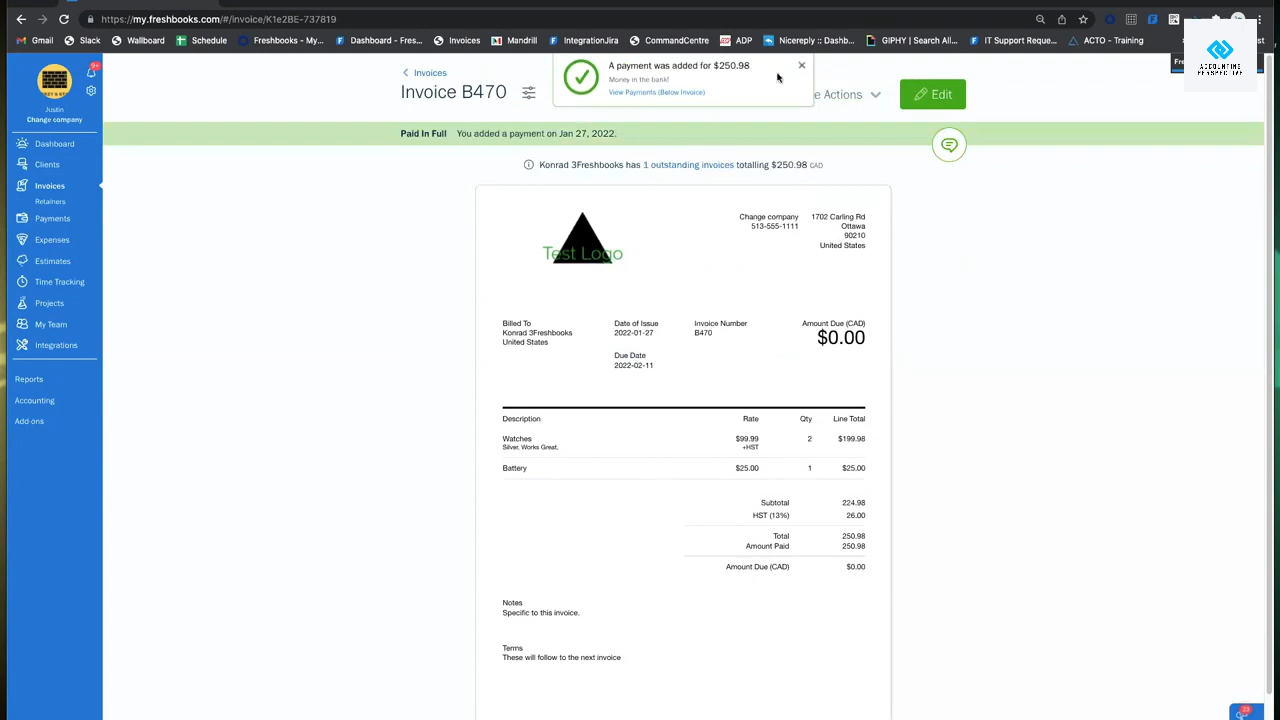 https://my.freshbooks.com/#/invoice/K1e2BE-737819
Gmail
Slack
Wallboard
Schedule
Freshbooks - My...
Dashboard - Fres...
Invoices
Mandrill
IntegrationJira
CommandCentre
ADP
Nicereply :: Dashb...
GIPHY | Search All...
IT Support Reque...
ACTO - Training
ACCOUNTING
PERSPECTIVE
9+
Justin
Change company
Dashboard
Clients
Invoices
Retainers
Payments
Expenses
Estimates
Time Tracking
Projects
My Team
Integrations
Reports
Accounting
Add-ons
Invoices
Invoice B470
A payment was added for $250.98
Money in the bank!
View Payments (Below Invoice)
e Actions
Edit
Paid In Full You added a payment on Jan 27, 2022.
Konrad 3Freshbooks has 1 outstanding invoices totalling $250.98 CAD
Test Logo
Change company
513-555-1111
1702 Carling Rd
Ottawa
90210
United States
Billed To
Konrad 3Freshbooks
United States
Date of Issue
2022-01-27
Due Date
2022-02-11
Invoice Number
B470
Amount Due (CAD)
$0.00
Description Rate Qty Line Total
Watches $99.99 2 $199.98
Silver, Works Great, +HST
Battery $25.00 1 $25.00
Subtotal 224.98
HST (13%) 26.00
Total 250.98
Amount Paid 250.98
Amount Due (CAD) $0.00
Notes
Specific to this invoice.
Terms
These will follow to the next invoice
23